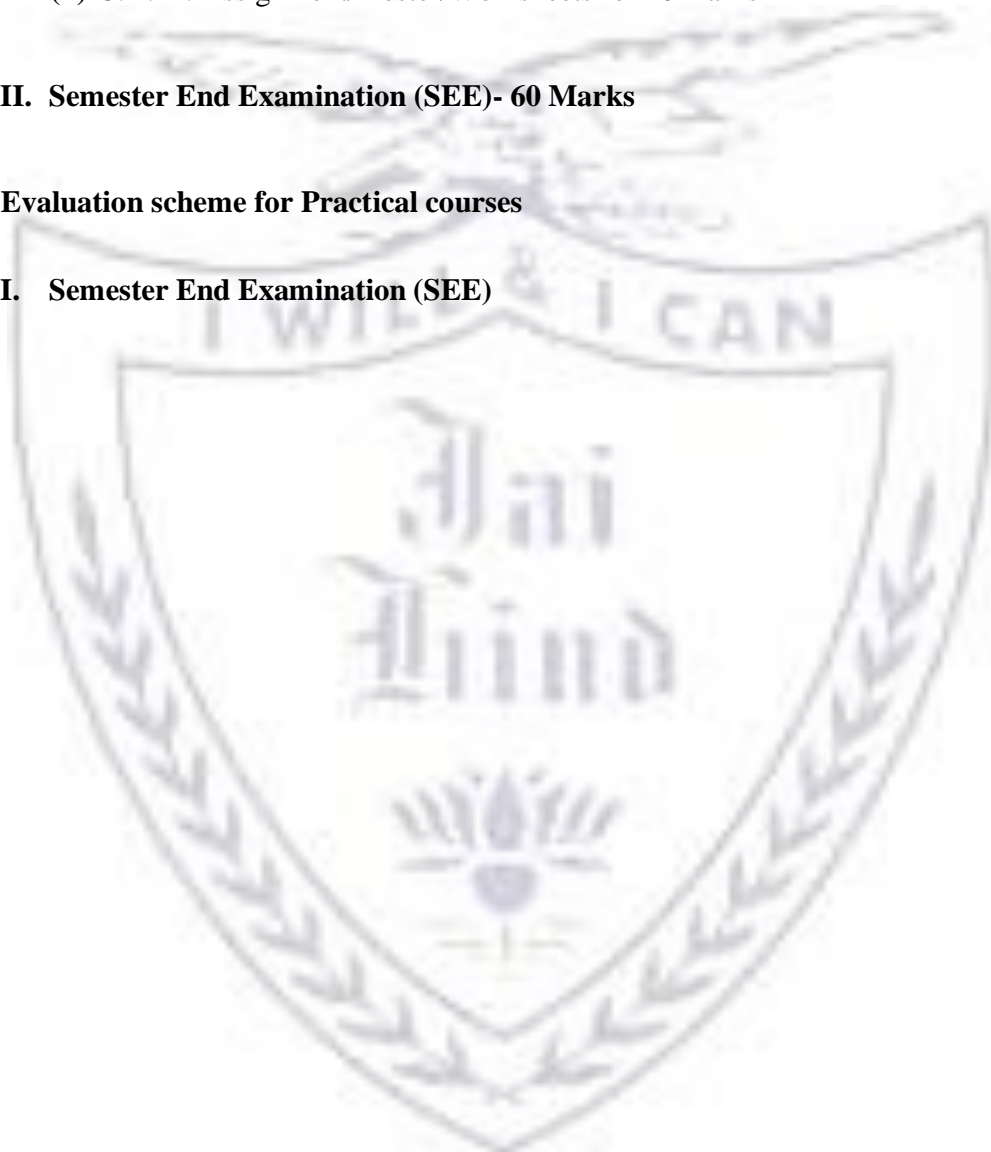 II. Semester End Examination (SEE)- 60 Marks
Evaluation scheme for Practical courses
I. Semester End Examination (SEE)
I WILL & I CAN
Jai
Hind